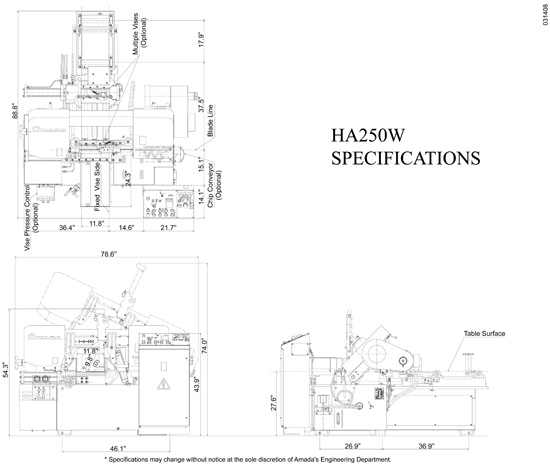 031408
Multiple Vises
(Optional)
17.9"
88.6"
37.5"
Blade Line
HA250W
SPECIFICATIONS
15.1"
Chip Conveyor
(Optional)
14.1"
24.3"
Fixed Vise Side
Vise Pressure Control
(Optional)
11.8"
36.4"
14.6"
21.7"
78.6"
54.3"
11.8"
9.8"
74.0"
43.9"
46.1"
Table Surface
27.6"
26.9"
36.9"
* Specifications may change without notice at the sole discretion of Amada's Engineering Department.